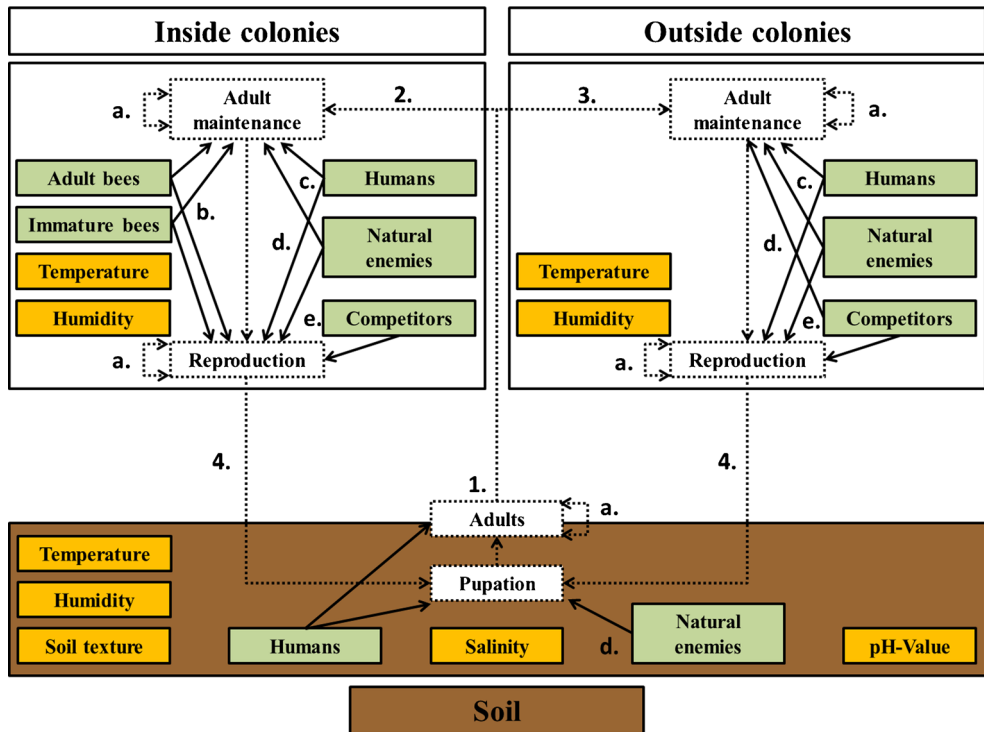 Inside colonies
Outside colonies
Adult
maintenance
a.
2.
3.
Adult
maintenance
a.
Adult bees
Immature bees
Temperature
Humidity
b.
c.
d.
e.
Humans
Natural
enemies
Competitors
a.
Reproduction
Temperature
Humidity
c.
d.
e.
Humans
Natural
enemies
Competitors
a.
Reproduction
4.
4.
1.
Adults
a.
Temperature
Humidity
Soil texture
Pupation
Humans
Salinity
d.
Natural
enemies
pH-Value
Soil